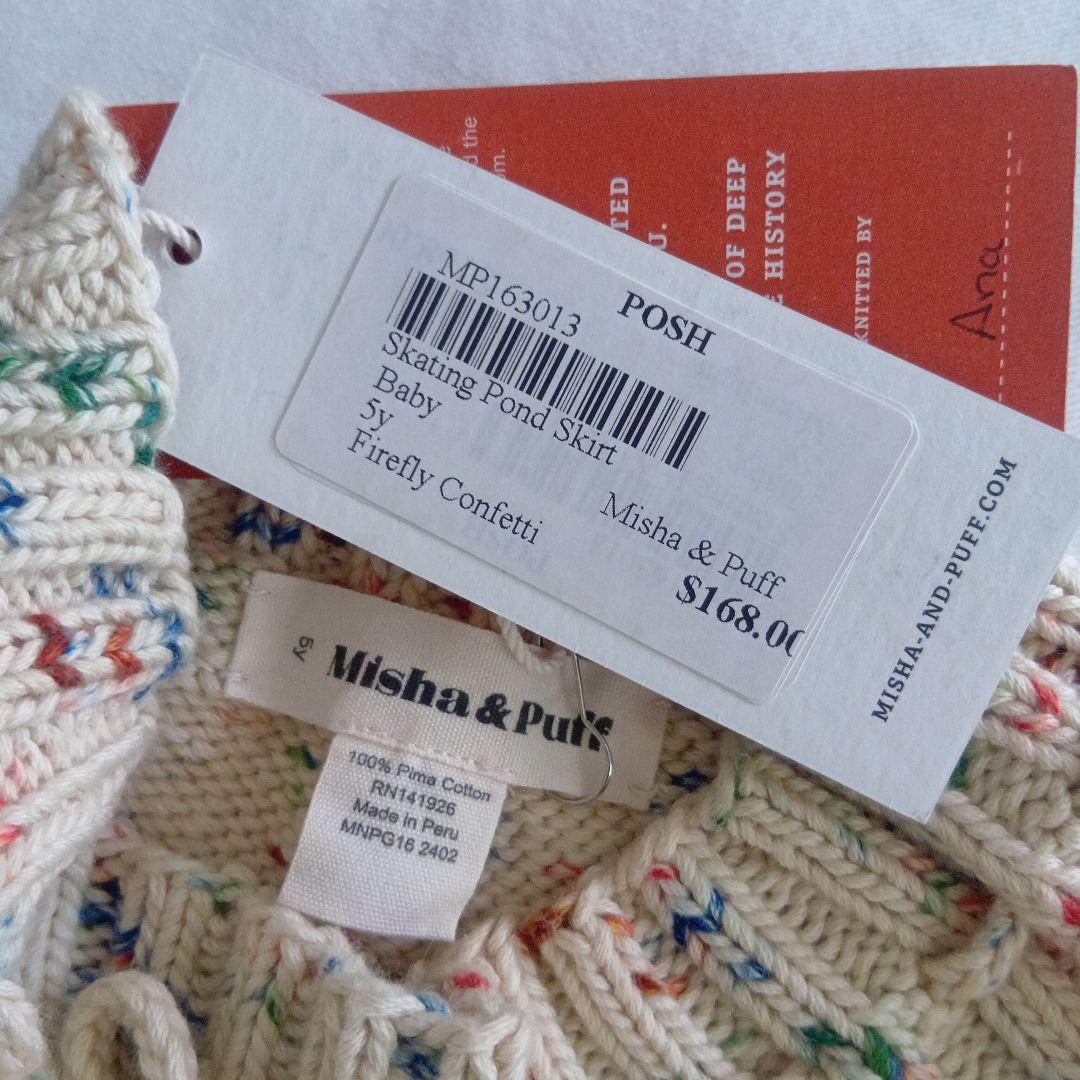 POSH
MP163013
Skating Pond Skirt
Baby
5y
Firefly Confetti
Misha & Puff
$168.00
MISHA-AND-PUFF.COM
d the
m.
TED
U.
OF DEEP
HISTORY
KNITTED BY
Ana
5y
Misha & Puff
100% Pima Cotton
RN141926
Made in Peru
MNPG16 2402